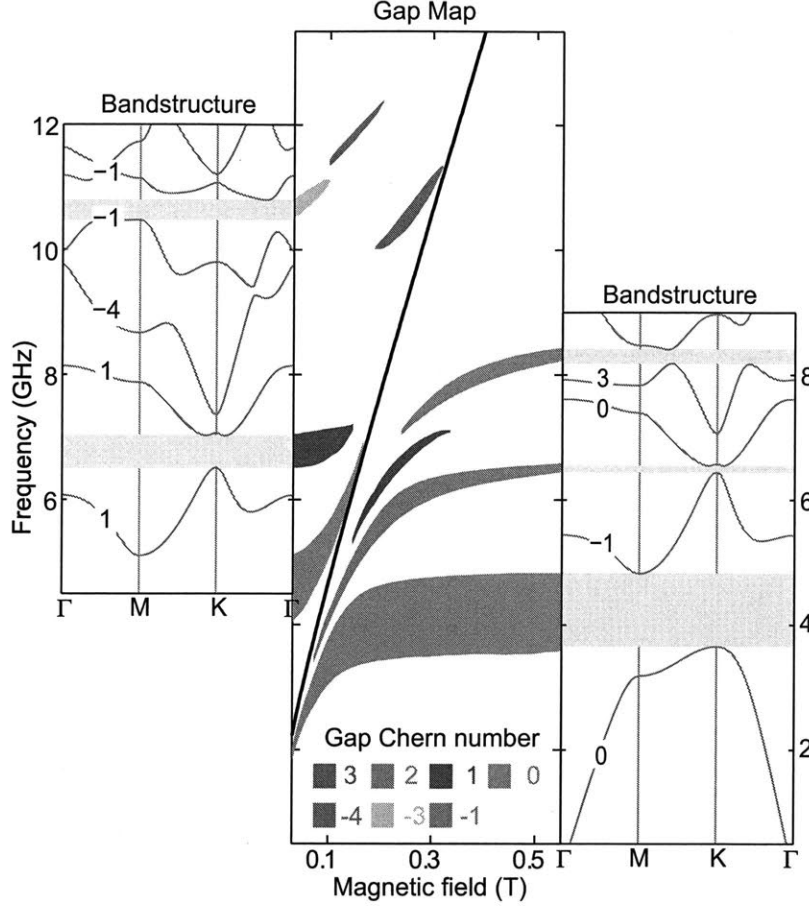 Gap Map
Bandstructure
12
10
8
6
Frequency (GHz)
−1
−1
−4
1
1
Γ M K Γ
Bandstructure
8
6
4
2
3
0
−1
0
Γ M K Γ
Gap Chern number
3 2 1 0
-4 -3 -1
0.1 0.3 0.5
Magnetic field (T)